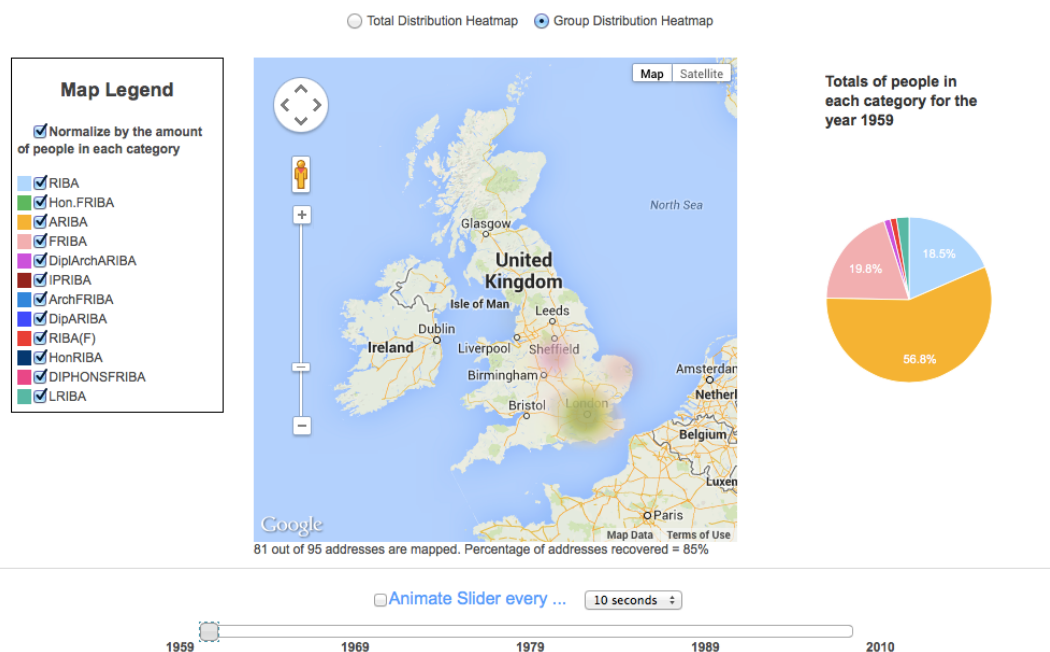 Total Distribution Heatmap
Group Distribution Heatmap
Map Legend
Normalize by the amount
of people in each category
RIBA
Hon.FRIBA
ARIBA
FRIBA
DiplArchARIBA
IPRIBA
ArchFRIBA
DipARIBA
RIBA(F)
HonRIBA
DIPHONSFRIBA
LRIBA
Map
Satellite
North Sea
Glasgow
United
Kingdom
Isle of Man
Leeds
Dublin
Ireland
Liverpool
Sheffield
Birmingham
Amsterdan
Netherl
Bristol
London
Belgium
Luxen
Paris
Google
Map Data
Terms of Use
81 out of 95 addresses are mapped. Percentage of addresses recovered = 85%
Totals of people in
each category for the
year 1959
18.5%
19.8%
56.8%
Animate Slider every ...
10 seconds
1959
1969
1979
1989
2010